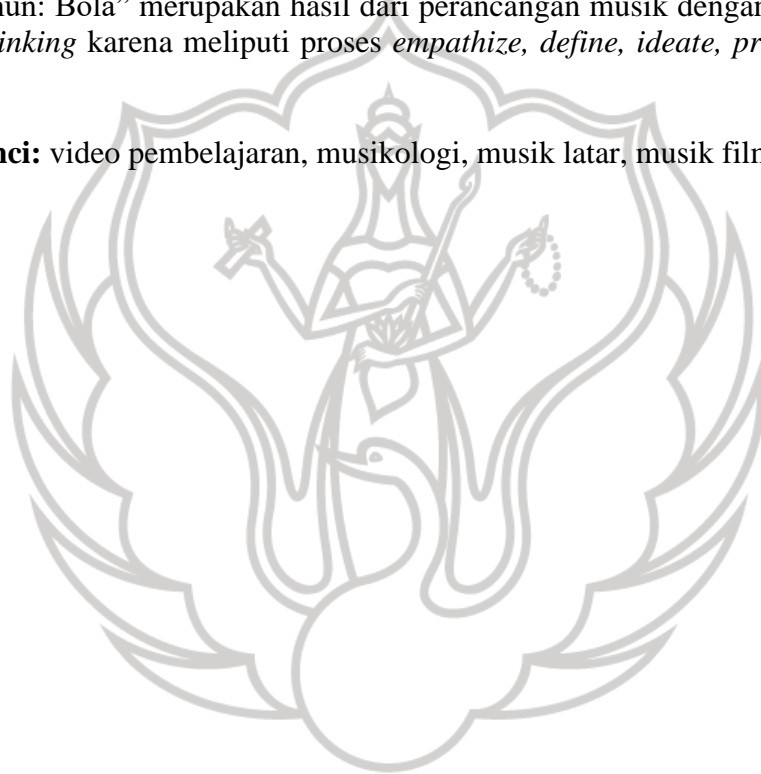 hun: Bola” merupakan hasil dari perancangan musik dengan
inking karena meliputi proses empathize, define, ideate, pr
nci: video pembelajaran, musikologi, musik latar, musik film